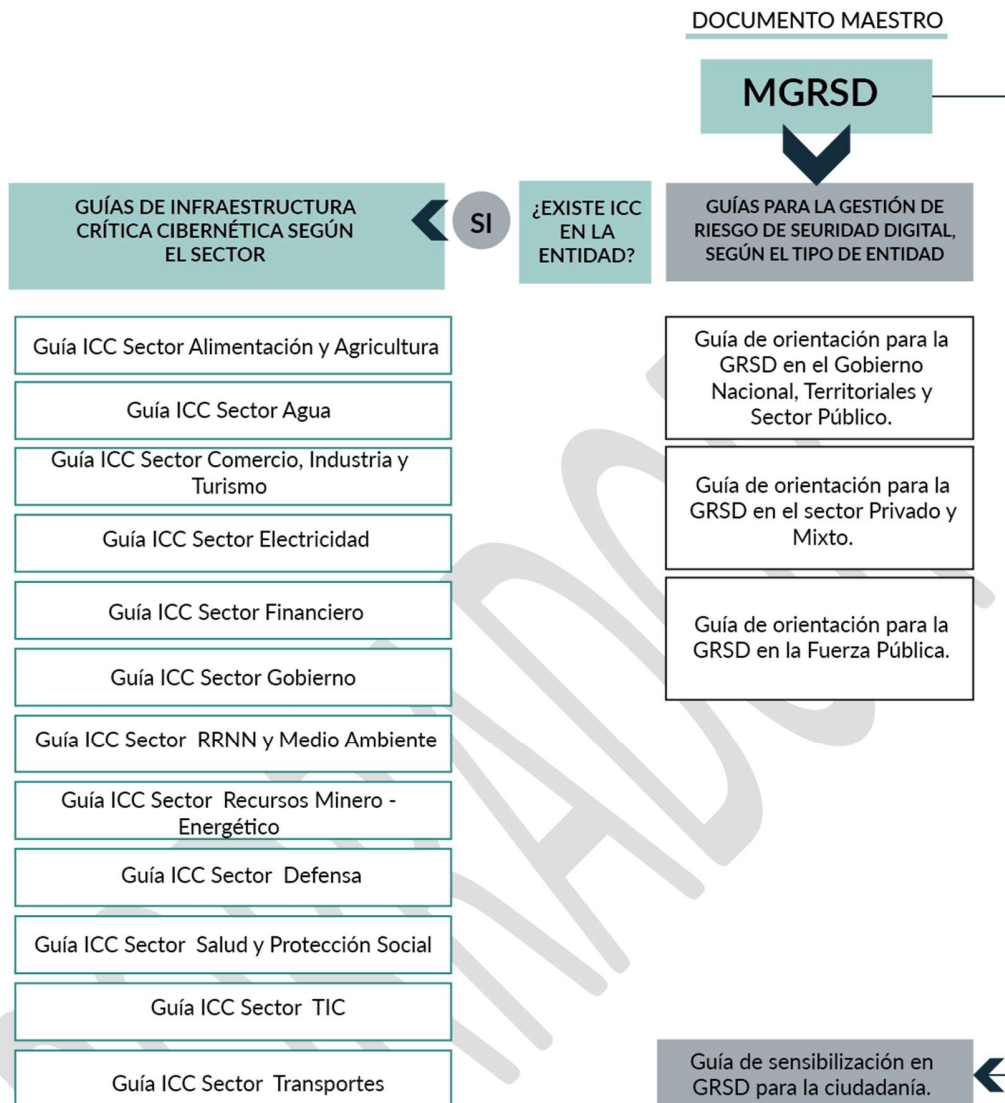 DOCUMENTO MAESTRO
MGRSD
GUÍAS DE INFRAESTRUCTURA
CRÍTICA CIBERNÉTICA SEGÚN
EL SECTOR
SI
¿EXISTE ICC
EN LA
ENTIDAD?
GUÍAS PARA LA GESTIÓN DE
RIESGO DE SEURIDAD DIGITAL,
SEGÚN EL TIPO DE ENTIDAD
Guía ICC Sector Alimentación y Agricultura
Guía ICC Sector Agua
Guía ICC Sector Comercio, Industria y
Turismo
Guía ICC Sector Electricidad
Guía ICC Sector Financiero
Guía ICC Sector Gobierno
Guía ICC Sector RRNN y Medio Ambiente
Guía ICC Sector Recursos Minero -
Energético
Guía ICC Sector Defensa
Guía ICC Sector Salud y Protección Social
Guía ICC Sector TIC
Guía ICC Sector Transportes
Guía de orientación para la
GRSD en el Gobierno
Nacional, Territoriales y
Sector Público.
Guía de orientación para la
GRSD en el sector Privado y
Mixto.
Guía de orientación para la
GRSD en la Fuerza Pública.
Guía de sensibilización en
GRSD para la ciudadanía.